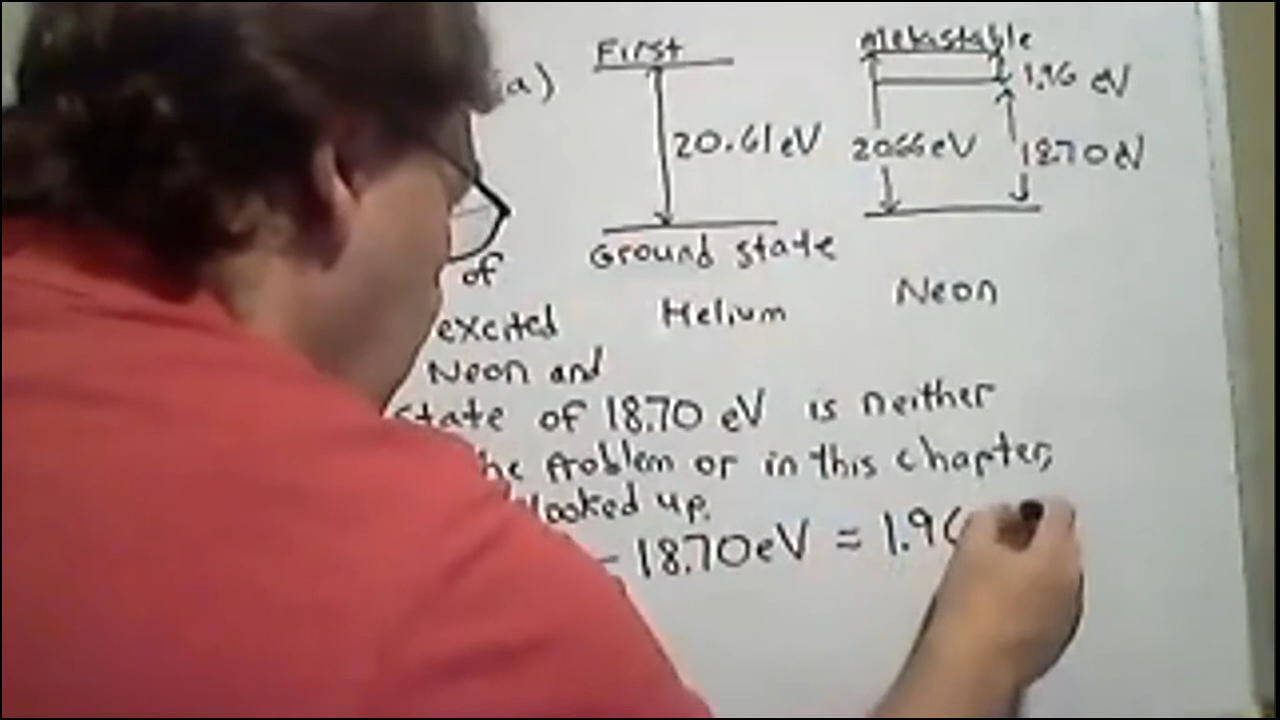 First Metastable
a) 1.96 eV
20.61eV 20.66eV 18.70eV
Ground state
of Neon
excited Helium
Neon and
state of 18.70 eV is neither
he problem or in this chapter,
looked up.
- 18.70eV = 1.96